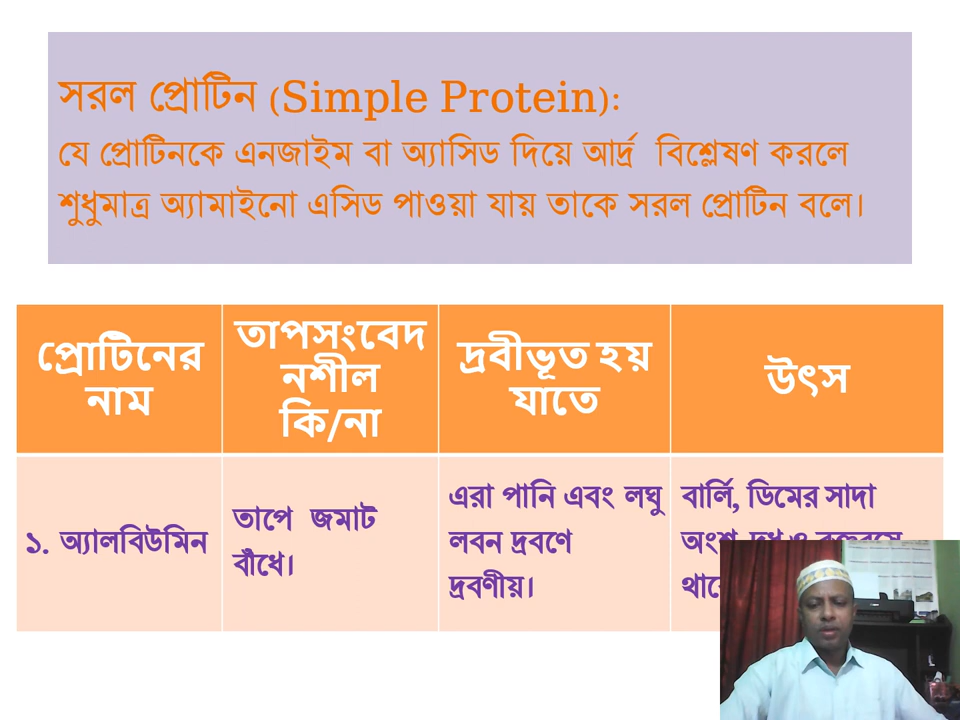 সরল প্রোটিন (Simple Protein):
যে প্রোটিনকে এনজাইম বা অ্যাসিড দিয়ে আর্দ্র বিশ্লেষণ করলে
শুধুমাত্র অ্যামাইনো এসিড পাওয়া যায় তাকে সরল প্রোটিন বলে।
প্রোটিনের
নাম
তাপসংবেদ
নশীল
কি/না
দ্রবীভূত হয়
যাতে
উৎস
১. অ্যালবিউমিন
তাপে জমাট
বাঁধে।
এরা পানি এবং লঘু
লবন দ্রবণে
দ্রবণীয়।
বার্লি, ডিমের সাদা